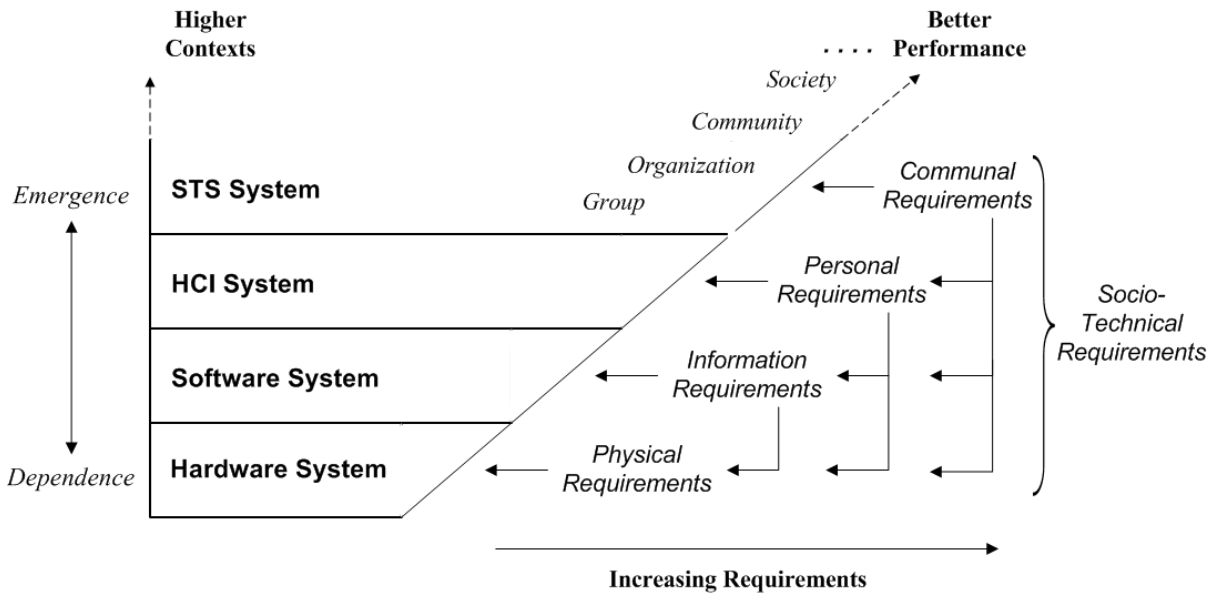 Higher
Contexts
Better
Performance
. . . .
Society
Community
Organization
Group
Emergence
Dependence
STS System
HCI System
Software System
Hardware System
Communal
Requirements
Personal
Requirements
Information
Requirements
Physical
Requirements
Socio-
Technical
Requirements
Increasing Requirements